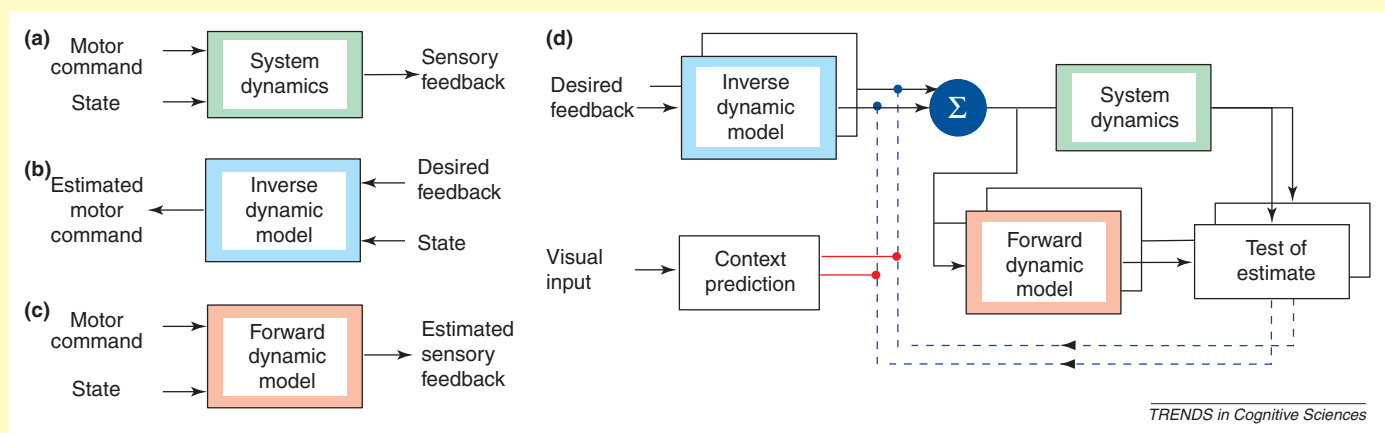 (a)
Motor
command
State
System
dynamics
Sensory
feedback
(b)
Estimated
motor
command
Inverse
dynamic
model
Desired
feedback
State
(c)
Motor
command
State
Forward
dynamic
model
Estimated
sensory
feedback
(d)
Desired
feedback
Inverse
dynamic
model
Σ
System
dynamics
Forward
dynamic
model
Test of
estimate
Visual
input
Context
prediction
TRENDS in Cognitive Sciences